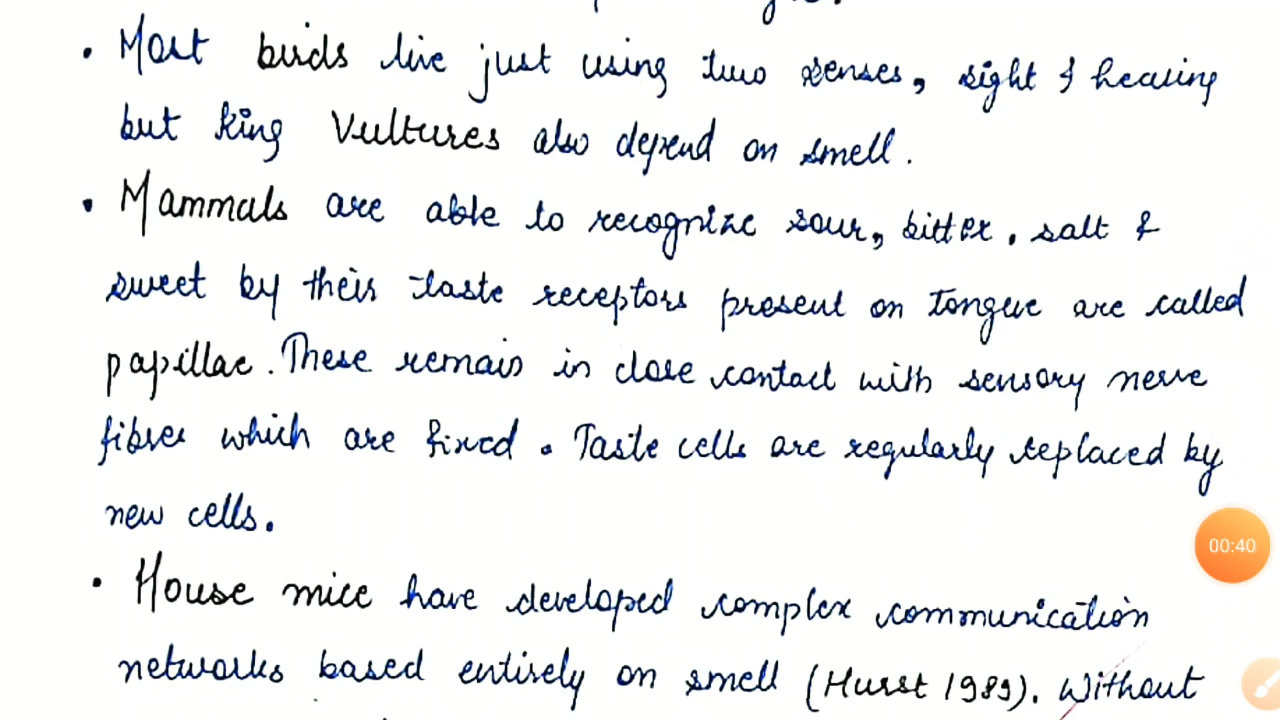 • Most birds live just using two senses, sight & hearing
but king Vultures also depend on smell.
• Mammals are able to recognize sour, bitter, salt &
sweet by their taste receptors present on Tongue are called
papillae. These remain in close contact with sensory nerve
fibres which are fixed. Taste cells are regularly replaced by
new cells.
• House mice have developed complex communication
networks based entirely on smell (Hurst 1989). Without
00:40